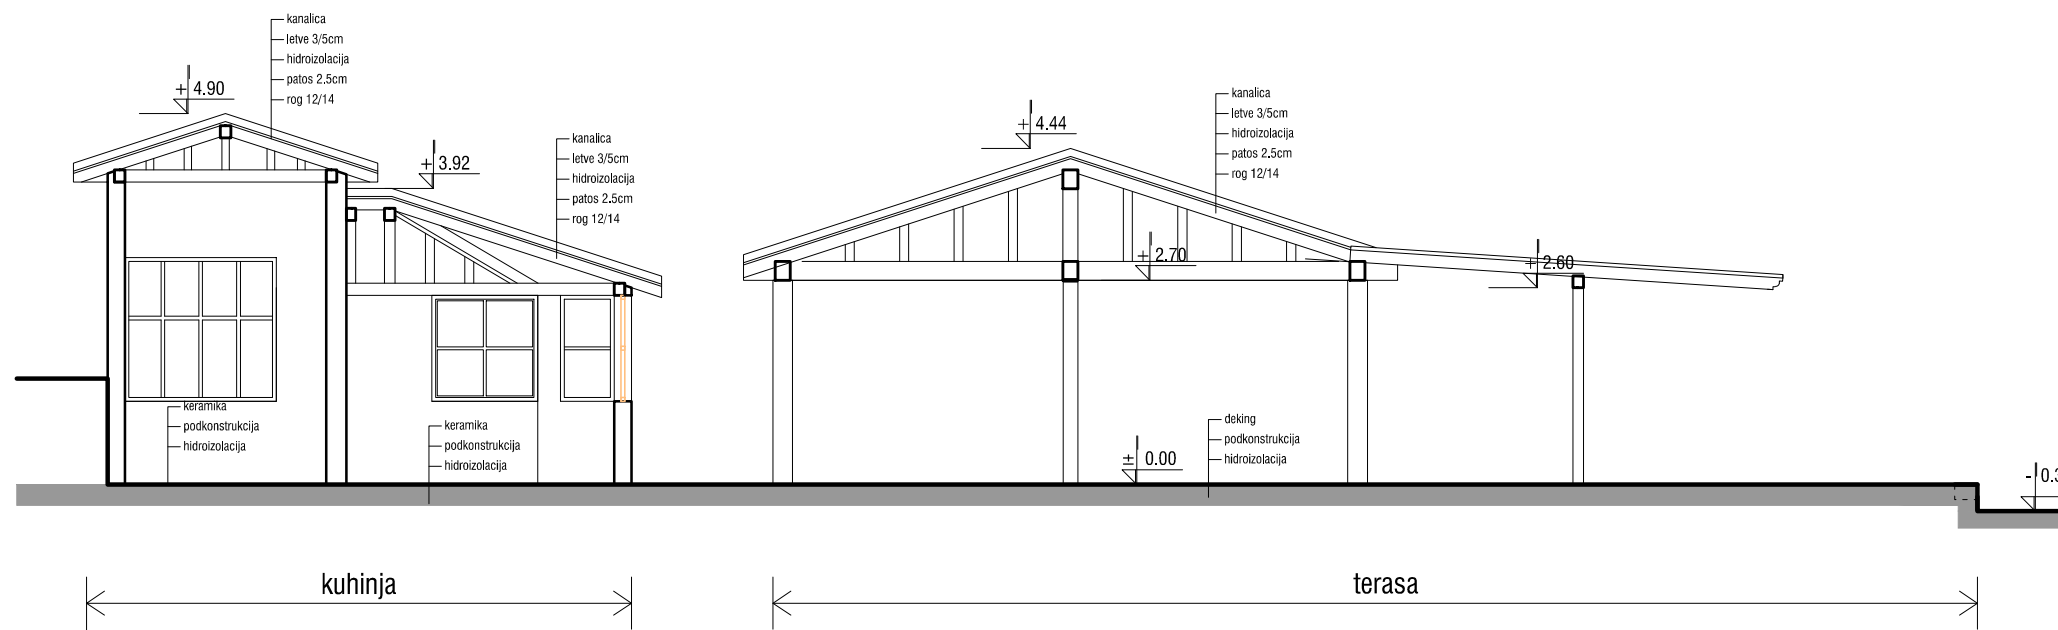 kanalica
letve 3/5cm
hidroizolacija
patos 2.5cm
rog 12/14
+ 4.90
kanalica
letve 3/5cm
hidroizolacija
patos 2.5cm
rog 12/14
+ 3.92
kanalica
letve 3/5cm
hidroizolacija
patos 2.5cm
rog 12/14
+ 4.44
+ 2.70
+ 2.60
keramika
podkonstrukcija
hidroizolacija
keramika
podkonstrukcija
hidroizolacija
deking
podkonstrukcija
hidroizolacija
± 0.00
- 0.3
kuhinja
terasa